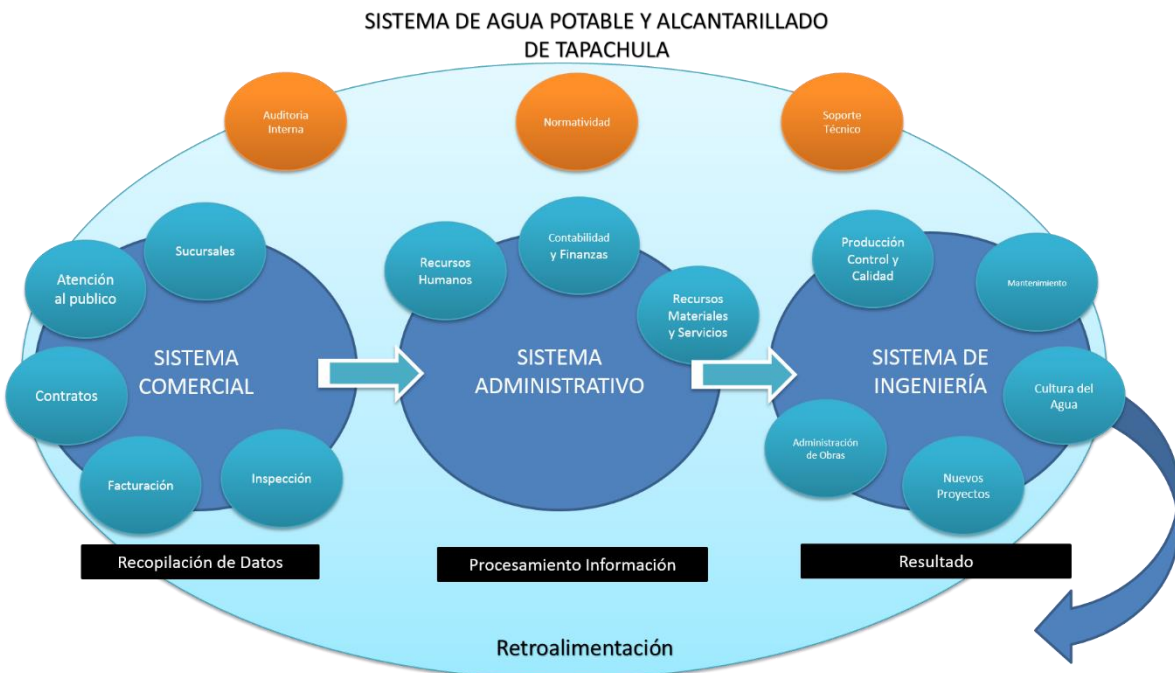 SISTEMA DE AGUA POTABLE Y ALCANTARILLADO
DE TAPACHULA
Auditoria
Interna
Normatividad
Soporte
Técnico
Sucursales
Atención
al publico
Contratos
Facturación
Inspección
SISTEMA
COMERCIAL
Recursos
Humanos
Contabilidad
y Finanzas
Recursos
Materiales
y Servicios
SISTEMA
ADMINISTRATIVO
Producción
Control y
Calidad
Mantenimiento
Cultura del
Agua
Nuevos
Proyectos
Administración
de Obras
SISTEMA DE
INGENIERÍA
Recopilación de Datos
Procesamiento Información
Resultado
Retroalimentación